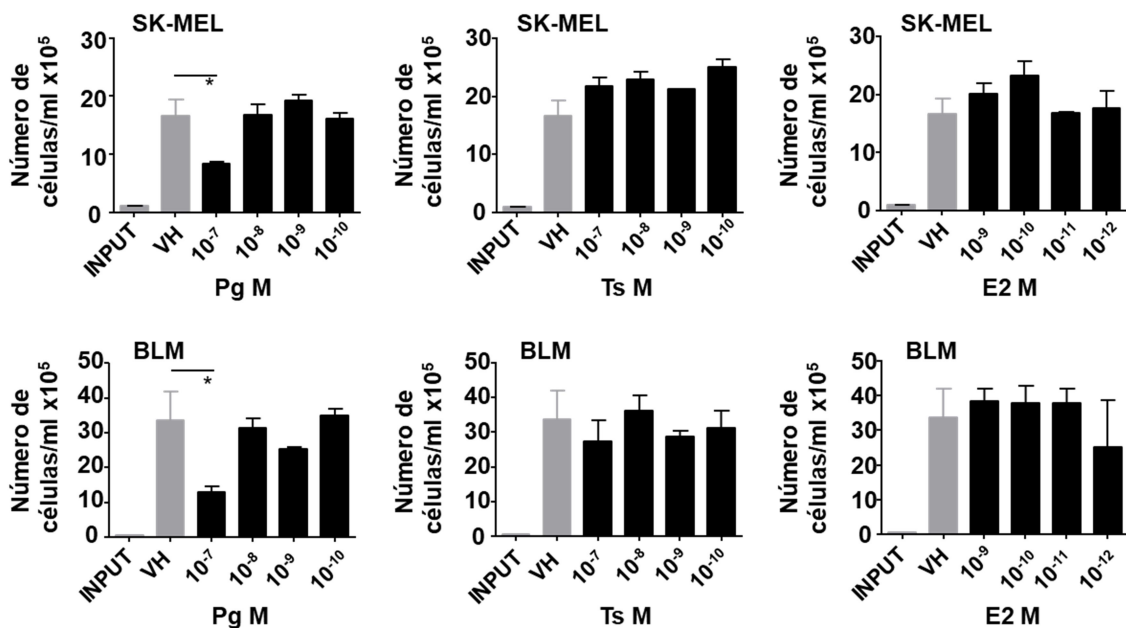 SK-MEL
Número de
células/ml x10⁵
30
20
10
0
*
INPUT VH 10⁻⁷ 10⁻⁸ 10⁻⁹ 10⁻¹⁰
Pg M
SK-MEL
Número de
células/ml x10⁵
30
20
10
0
INPUT VH 10⁻⁷ 10⁻⁸ 10⁻⁹ 10⁻¹⁰
Ts M
SK-MEL
Número de
células/ml x10⁵
30
20
10
0
INPUT VH 10⁻⁹ 10⁻¹⁰ 10⁻¹¹ 10⁻¹²
E2 M
BLM
Número de
células/ml x10⁵
50
40
30
20
10
0
*
INPUT VH 10⁻⁷ 10⁻⁸ 10⁻⁹ 10⁻¹⁰
Pg M
BLM
Número de
células/ml x10⁵
50
40
30
20
10
0
INPUT VH 10⁻⁷ 10⁻⁸ 10⁻⁹ 10⁻¹⁰
Ts M
BLM
Número de
células/ml x10⁵
50
40
30
20
10
0
INPUT VH 10⁻⁹ 10⁻¹⁰ 10⁻¹¹ 10⁻¹²
E2 M